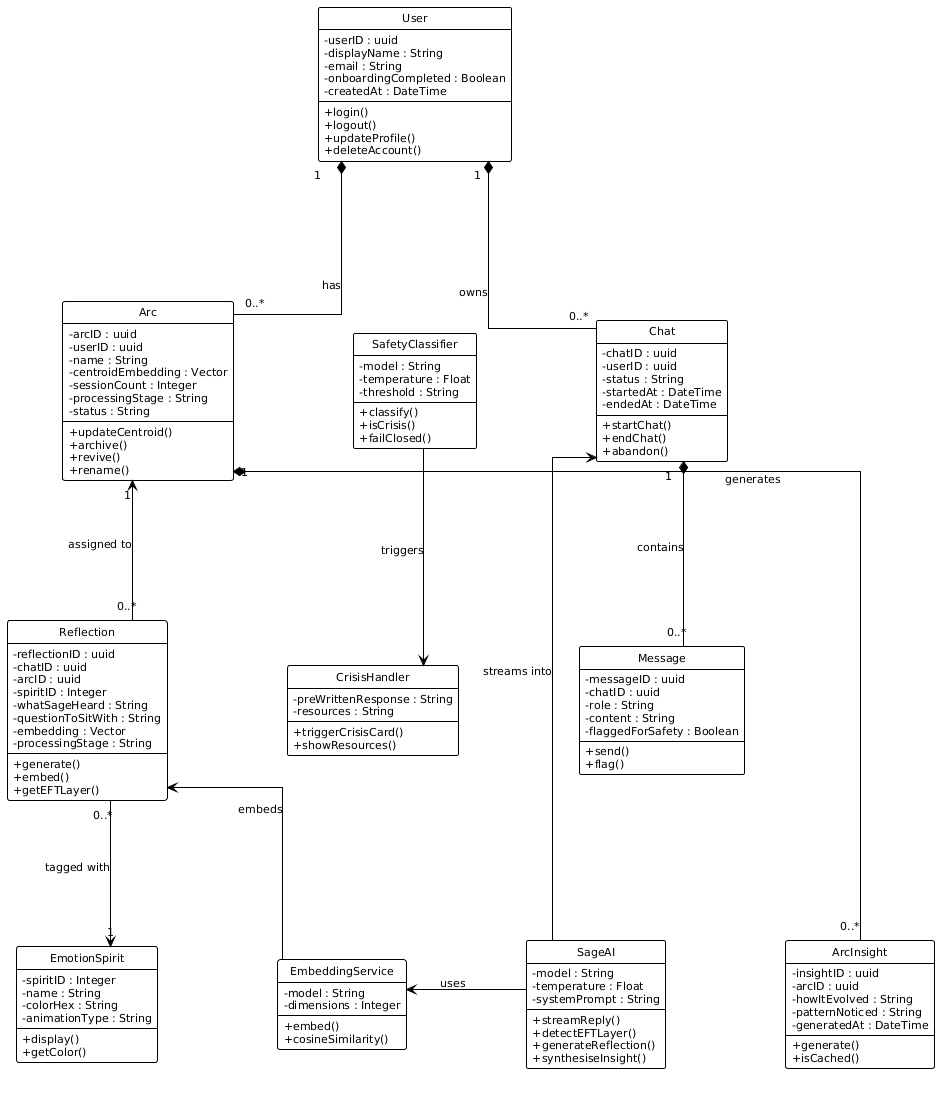 User
-userID : uuid
-displayName : String
-email : String
-onboardingCompleted : Boolean
-createdAt : DateTime
+login()
+logout()
+updateProfile()
+deleteAccount()
1
1
has
owns
0..*
0..*
Arc
-arcID : uuid
-userID : uuid
-name : String
-centroidEmbedding : Vector
-sessionCount : Integer
-processingStage : String
-status : String
+updateCentroid()
+archive()
+revive()
+rename()
SafetyClassifier
-model : String
-temperature : Float
-threshold : String
+classify()
+isCrisis()
+failClosed()
Chat
-chatID : uuid
-userID : uuid
-status : String
-startedAt : DateTime
-endedAt : DateTime
+startChat()
+endChat()
+abandon()
1
1
generates
1
assigned to
triggers
contains
0..*
0..*
Reflection
-reflectionID : uuid
-chatID : uuid
-arcID : uuid
-spiritID : Integer
-whatSageHeard : String
-questionToSitWith : String
-embedding : Vector
-processingStage : String
+generate()
+embed()
+getEFTLayer()
CrisisHandler
-preWrittenResponse : String
-resources : String
+triggerCrisisCard()
+showResources()
streams into
Message
-messageID : uuid
-chatID : uuid
-role : String
-content : String
-flaggedForSafety : Boolean
+send()
+flag()
0..*
embeds
tagged with
1
0..*
EmotionSpirit
-spiritID : Integer
-name : String
-colorHex : String
-animationType : String
+display()
+getColor()
EmbeddingService
-model : String
-dimensions : Integer
+embed()
+cosineSimilarity()
uses
SageAI
-model : String
-temperature : Float
-systemPrompt : String
+streamReply()
+detectEFTLayer()
+generateReflection()
+synthesiseInsight()
ArcInsight
-insightID : uuid
-arcID : uuid
-howItEvolved : String
-patternNoticed : String
-generatedAt : DateTime
+generate()
+isCached()